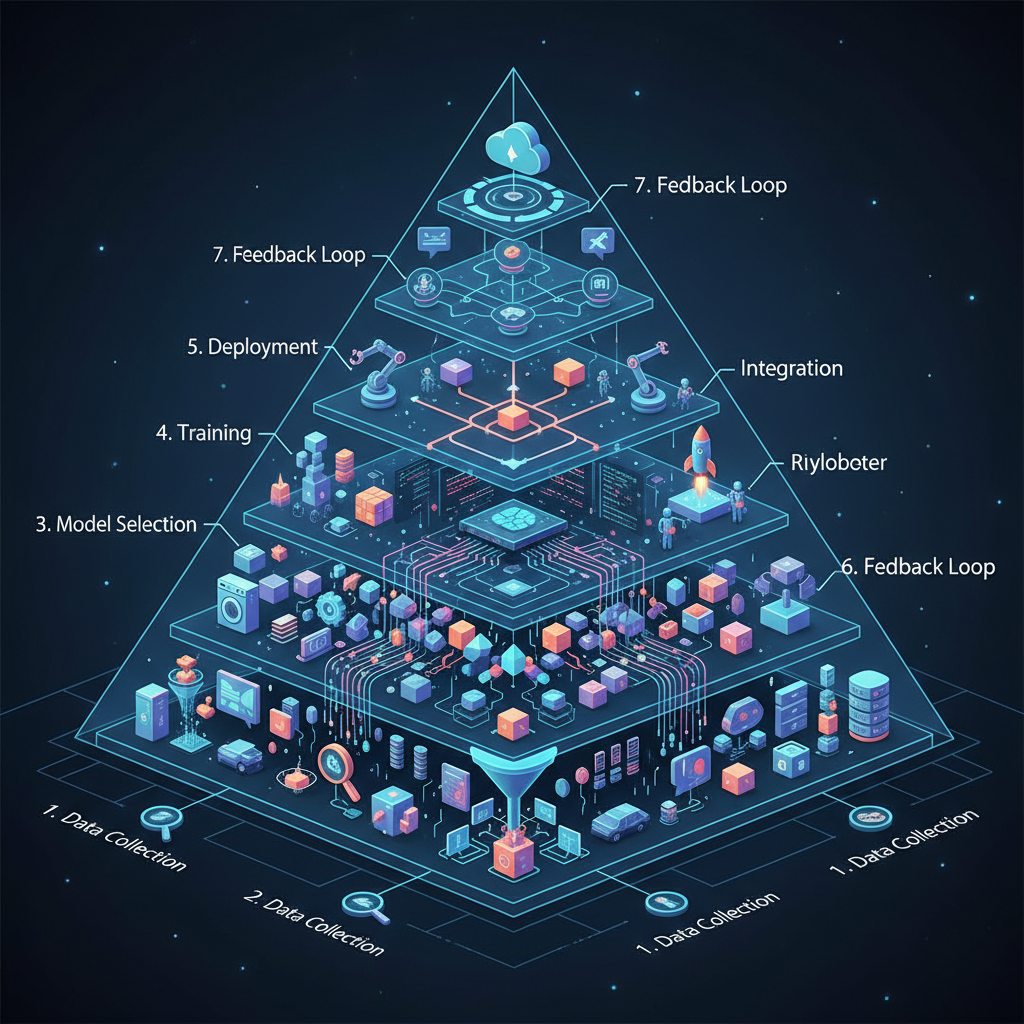 7. Fedback Loop
7. Feedback Loop
5. Deployment
Integration
4. Training
Riyloboter
3. Model Selection
6. Fedback Loop
1. Data Collection
1. Data Collection
2. Data Collection
1. Data Collection